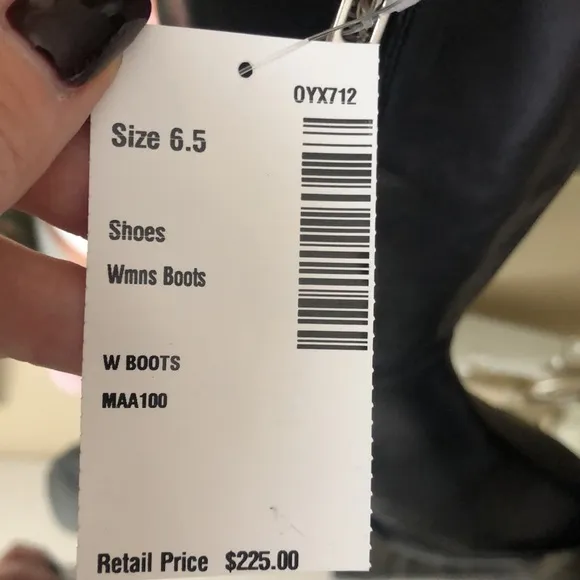 OYX712
Size 6.5
Shoes
Wmns Boots
W BOOTS
MAA100
Retail Price $225.00